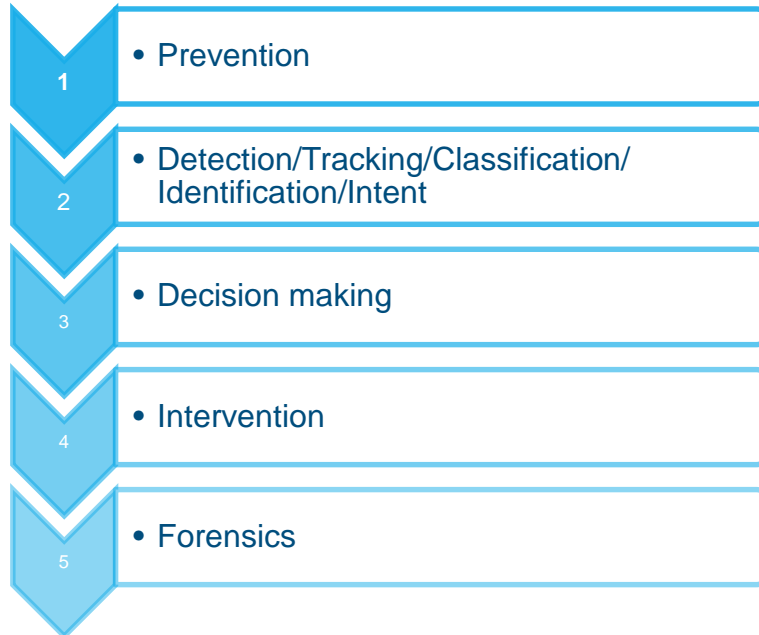 1
• Prevention
2
• Detection/Tracking/Classification/
Identification/Intent
3
• Decision making
4
• Intervention
5
• Forensics